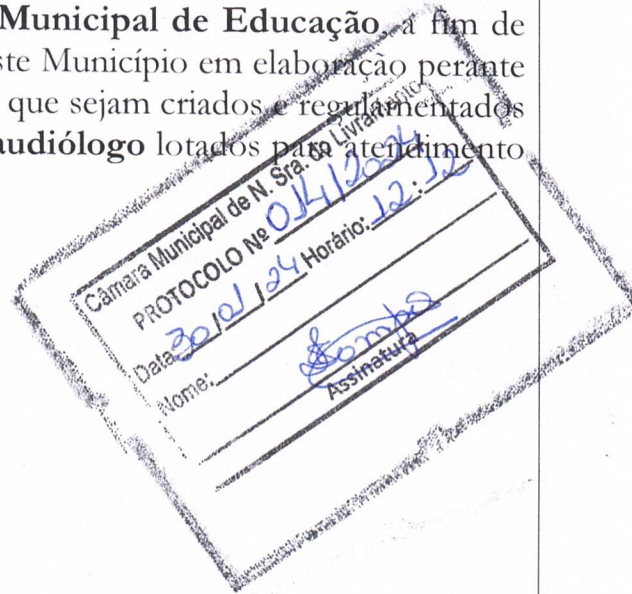 Municipal de Educação, a fim de
ste Município em elaboração perante
que sejam criados e regulamentados
audiólogo lotados para atendimento
Câmara Municipal de N. Sra. do Livramento
PROTOCOLO Nº 014/2024
Data 30/01/24 Horário: 12:12
Nome:
Assinatura